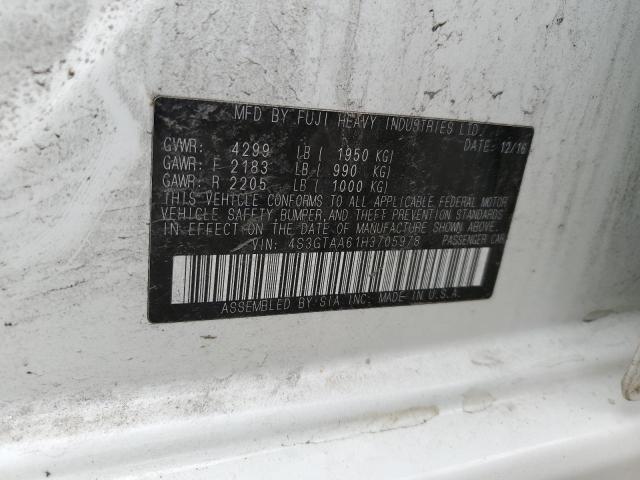 MFD BY FUJI HEAVY INDUSTRIES LTD.
DATE: 12/16
GVWR: 4299 LB ( 1950 KG)
GAWR: F 2183 LB ( 990 KG)
GAWR: R 2205 LB ( 1000 KG)
THIS VEHICLE CONFORMS TO ALL APPLICABLE FEDERAL MOTOR
VEHICLE SAFETY, BUMPER, AND THEFT PREVENTION STANDARDS
IN EFFECT ON THE DATE OF MANUFACTURE SHOWN ABOVE.
VIN: 4S3GTAA61H3705978 PASSENGER CAR
ASSEMBLED BY SIA INC. MADE IN U.S.A.